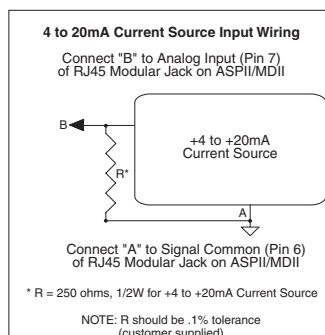 4 to 20mA Current Source Input Wiring
Connect "B" to Analog Input (Pin 7)
of RJ45 Modular Jack on ASPII/MDII
B
R*
+4 to +20mA
Current Source
A
Connect "A" to Signal Common (Pin 6)
of RJ45 Modular Jack on ASPII/MDII
* R = 250 ohms, 1/2W for +4 to +20mA Current Source
NOTE: R should be .1% tolerance
(customer supplied)